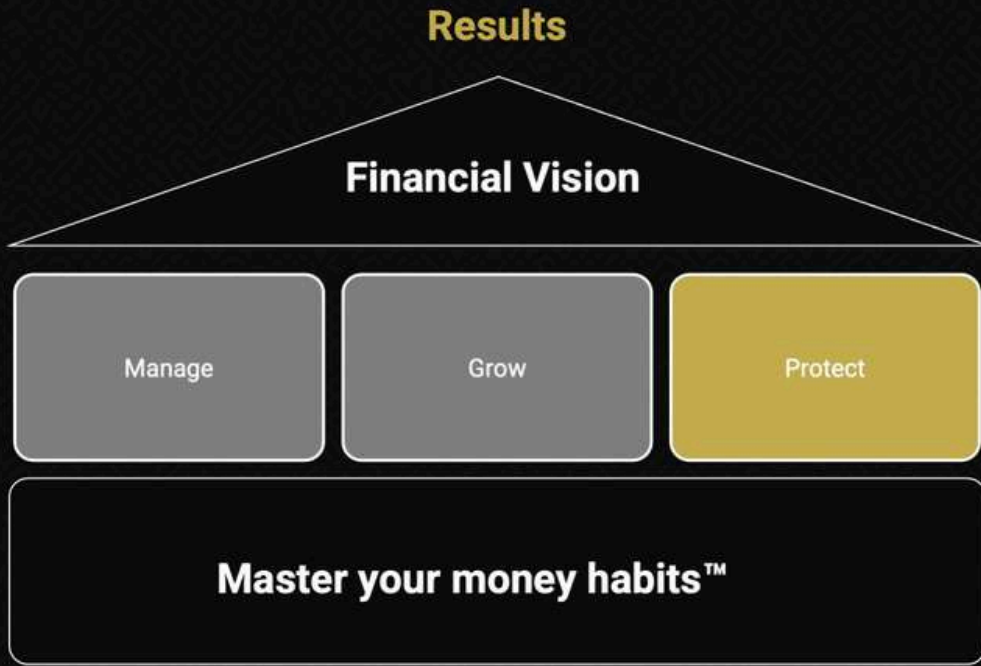 Results
Financial Vision
Manage
Grow
Protect
Master your money habits™